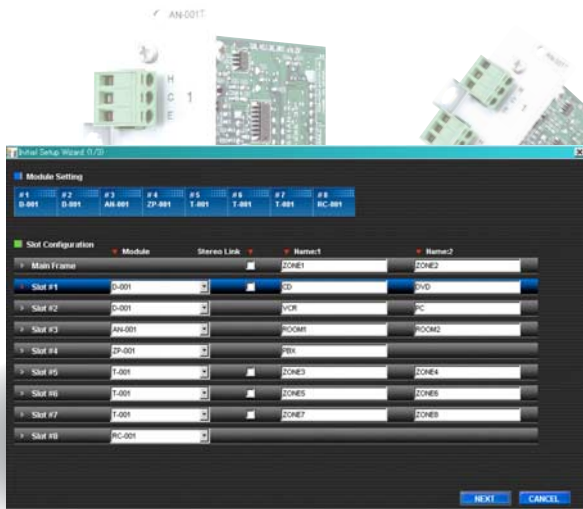 AN-001T
AN-001T
H
C 1
E
Initial Setup Wizard (1/3)
Module Setting
#1 #2 #3 #4 #5 #6 #7 #8
D-001 D-001 AN-001 ZP-001 T-001 T-001 T-001 RC-001
Slot Configuration
Module Stereo Link Name:1 Name:2
Main Frame ZONE1 ZONE2
Slot #1 D-001 CD DVD
Slot #2 D-001 VCR PC
Slot #3 AN-001 ROOM1 ROOM2
Slot #4 ZP-001 PBX
Slot #5 T-001 ZONE3 ZONE4
Slot #6 T-001 ZONE5 ZONE6
Slot #7 T-001 ZONE7 ZONE8
Slot #8 RC-001
NEXT CANCEL